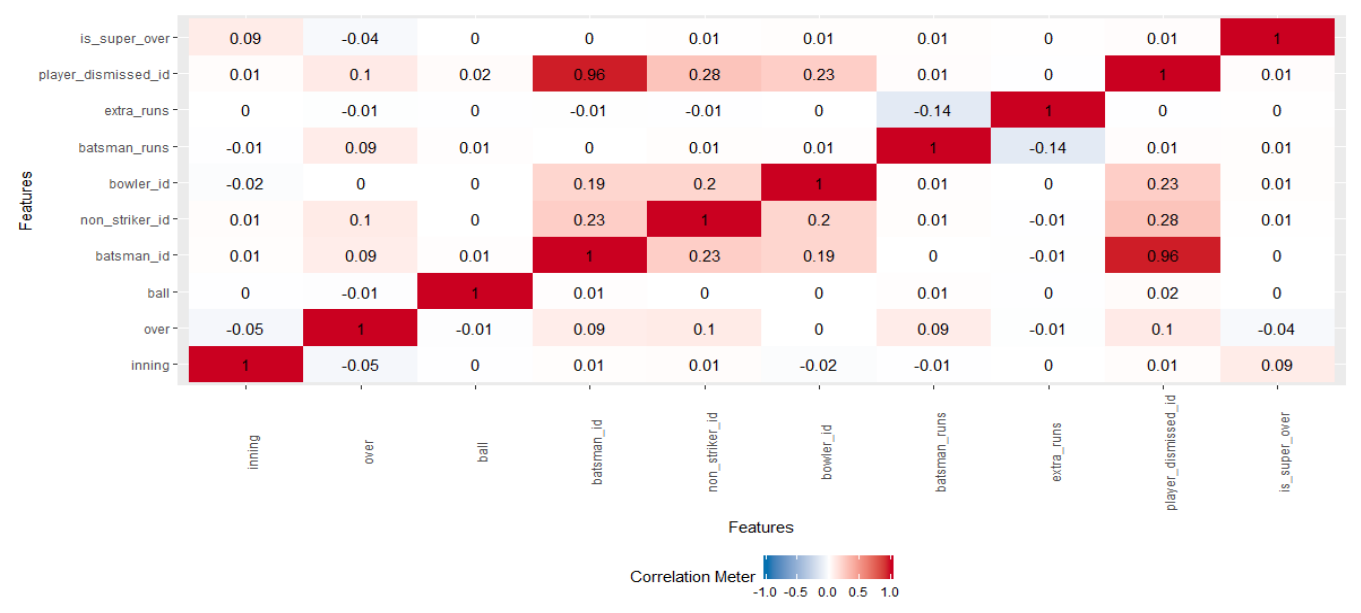 is_super_over 0.09 -0.04 0 0 0.01 0.01 0.01 0 0.01 1
player_dismissed_id 0.01 0.1 0.02 0.96 0.28 0.23 0.01 0 1 0.01
extra_runs 0 -0.01 0 -0.01 -0.01 0 -0.14 1 0 0
batsman_runs -0.01 0.09 0.01 0 0.01 0.01 1 -0.14 0.01 0.01
bowler_id -0.02 0 0 0.19 0.2 1 0.01 0 0.23 0.01
non_striker_id 0.01 0.1 0 0.23 1 0.2 0.01 -0.01 0.28 0.01
batsman_id 0.01 0.09 0.01 1 0.23 0.19 0 -0.01 0.96 0
ball 0 -0.01 1 0.01 0 0 0.01 0 0.02 0
over -0.05 1 -0.01 0.09 0.1 0 0.09 -0.01 0.1 -0.04
inning 1 -0.05 0 0.01 0.01 -0.02 -0.01 0 0.01 0.09
Features
inning over ball batsman_id non_striker_id bowler_id batsman_runs extra_runs player_dismissed_id is_super_over
Features
Correlation Meter
-1.0 -0.5 0.0 0.5 1.0